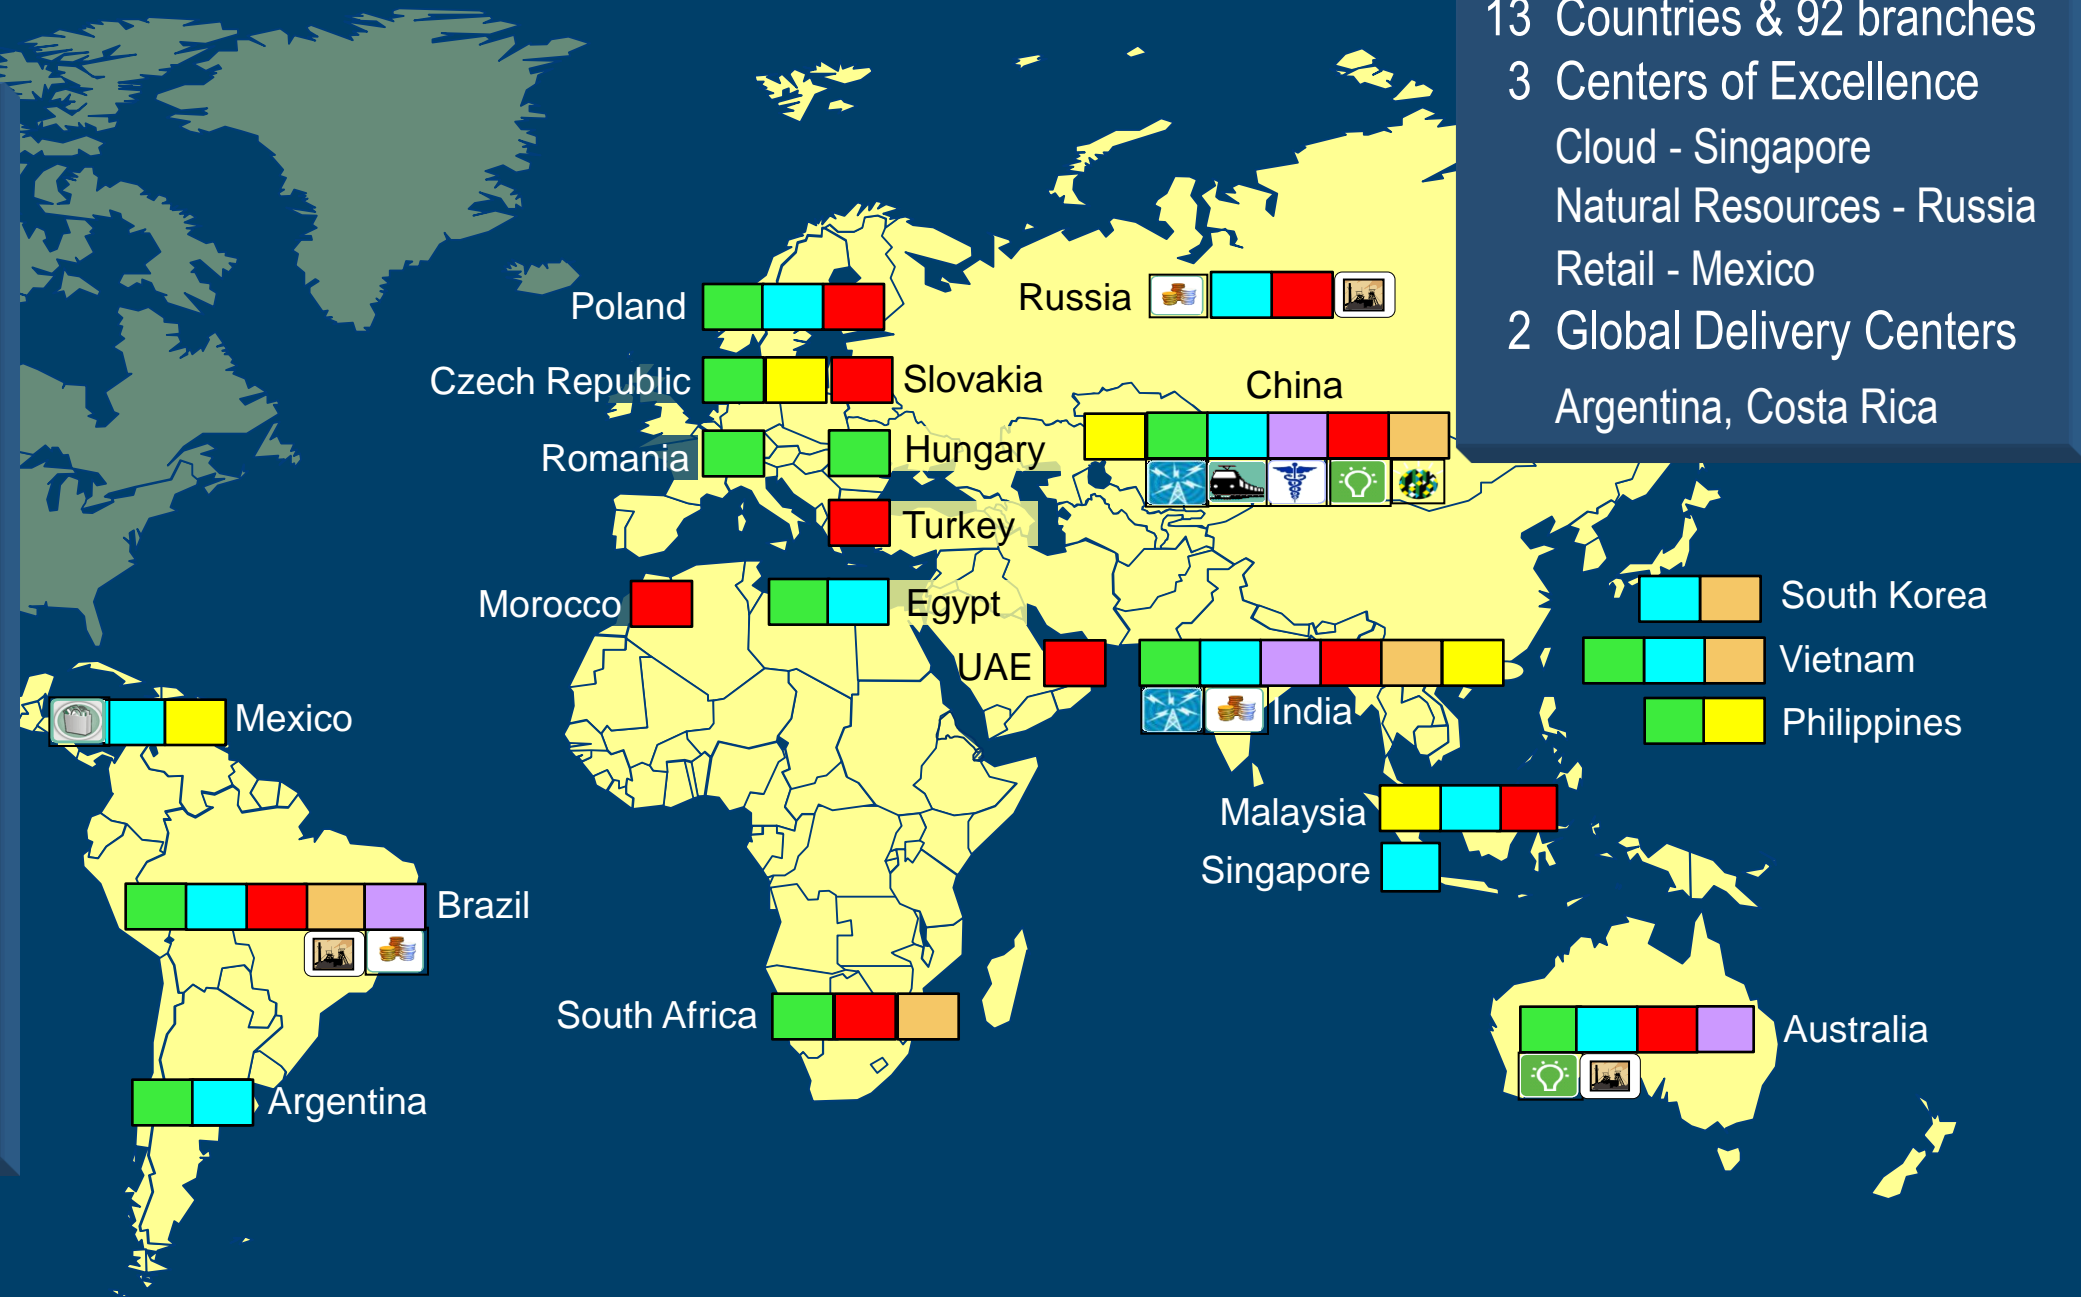 13 Countries & 92 branches
3 Centers of Excellence
Cloud - Singapore
Natural Resources - Russia
Retail - Mexico
2 Global Delivery Centers
Argentina, Costa Rica
Poland
Russia
Czech Republic
Slovakia
China
Romania
Hungary
Turkey
Morocco
Egypt
South Korea
UAE
Vietnam
Mexico
India
Philippines
Malaysia
Singapore
Brazil
South Africa
Australia
Argentina